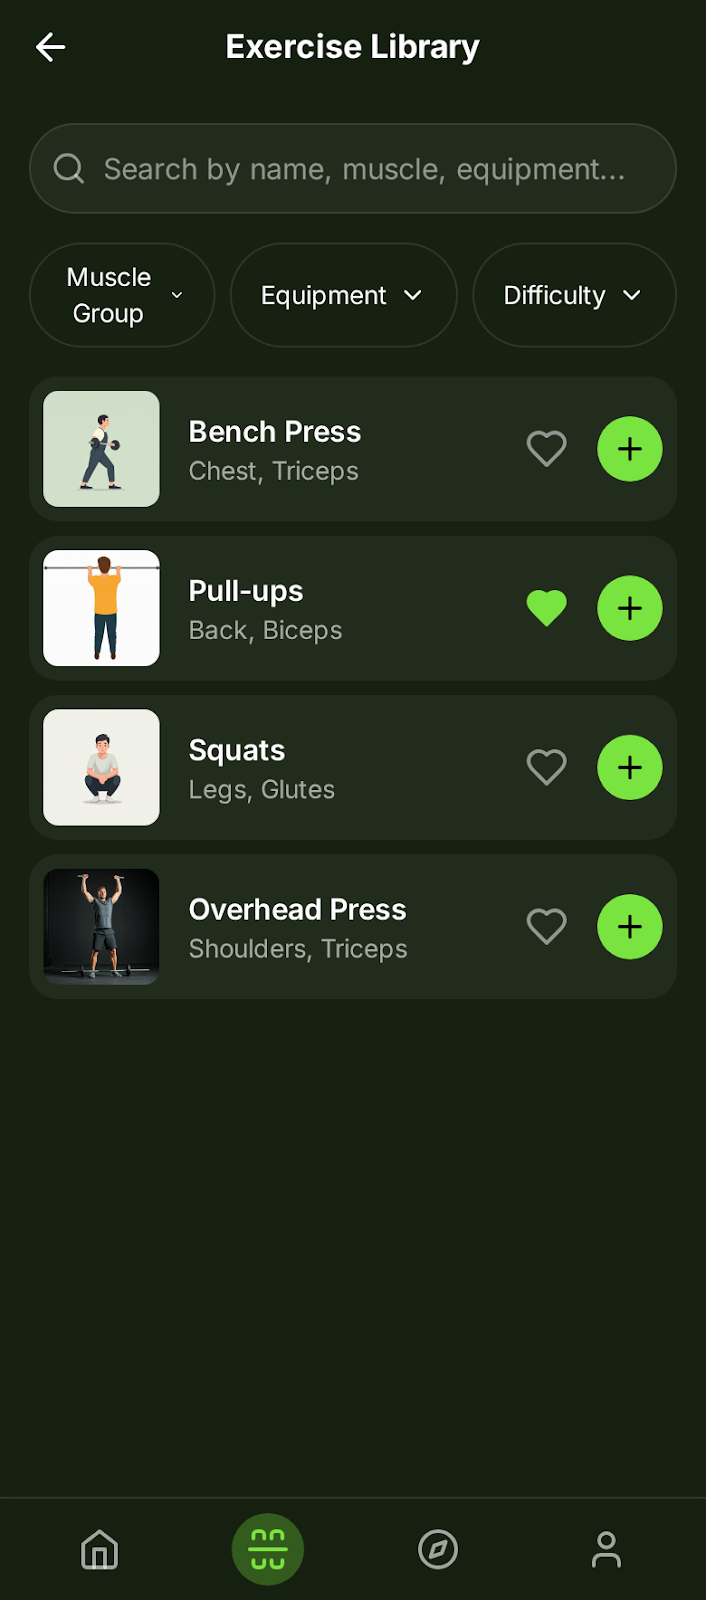 Exercise Library
Search by name, muscle, equipment...
Muscle
Group
Equipment
Difficulty
Bench Press
Chest, Triceps
Pull-ups
Back, Biceps
Squats
Legs, Glutes
Overhead Press
Shoulders, Triceps